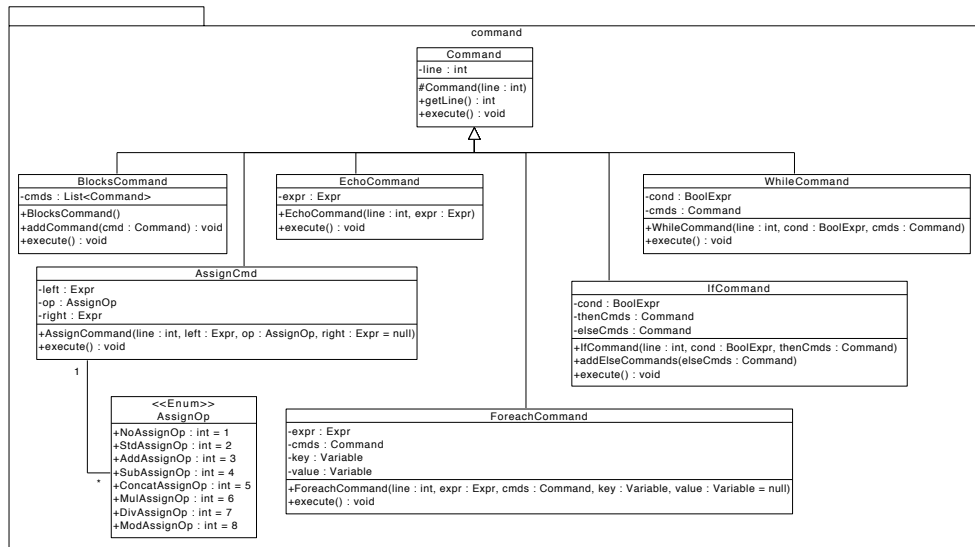 command
Command
-line : int
#Command(line : int)
+getLine() : int
+execute() : void
BlocksCommand
-cmds : List<Command>
+BlocksCommand()
+addCommand(cmd : Command) : void
+execute() : void
EchoCommand
-expr : Expr
+EchoCommand(line : int, expr : Expr)
+execute() : void
WhileCommand
-cond : BoolExpr
-cmds : Command
+WhileCommand(line : int, cond : BoolExpr, cmds : Command)
+execute() : void
AssignCmd
-left : Expr
-op : AssignOp
-right : Expr
+AssignCommand(line : int, left : Expr, op : AssignOp, right : Expr = null)
+execute() : void
IfCommand
-cond : BoolExpr
-thenCmds : Command
-elseCmds : Command
+IfCommand(line : int, cond : BoolExpr, thenCmds : Command)
+addElseCommands(elseCmds : Command)
+execute() : void
1
*
<<Enum>>
AssignOp
+NoAssignOp : int = 1
+StdAssignOp : int = 2
+AddAssignOp : int = 3
+SubAssignOp : int = 4
+ConcatAssignOp : int = 5
+MulAssignOp : int = 6
+DivAssignOp : int = 7
+ModAssignOp : int = 8
ForeachCommand
-expr : Expr
-cmds : Command
-key : Variable
-value : Variable
+ForeachCommand(line : int, expr : Expr, cmds : Command, key : Variable, value : Variable = null)
+execute() : void